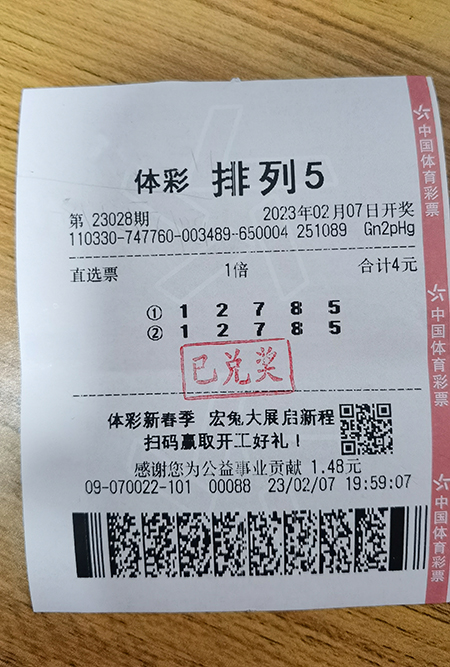 体彩 排列5
第 23028期 2023年02月07日开奖
110330-747760-003489-650004 251089 Gn2pHg
直选票 1倍 合计4元
① 1 2 7 8 5
② 1 2 7 8 5
已兑奖
体彩新春季 宏兔大展启新程
扫码赢取开工好礼！
感谢您为公益事业贡献 1.48元
09-070022-101 00088 23/02/07 19:59:07
中国体育彩票
中国体育彩票
中国体育彩票